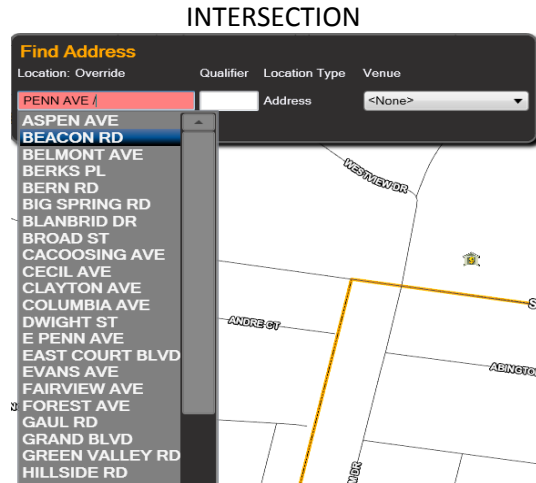 INTERSECTION
Find Address
Location: Override Qualifier Location Type Venue
PENN AVE / Address <None>
ASPEN AVE
BEACON RD
BELMONT AVE
BERKS PL
BERN RD
BIG SPRING RD
BLANBRID DR
BROAD ST
CACOOSING AVE
CECIL AVE
CLAYTON AVE
COLUMBIA AVE
DWIGHT ST
E PENN AVE
EAST COURT BLVD
EVANS AVE
FAIRVIEW AVE
FOREST AVE
GAUL RD
GRAND BLVD
GREEN VALLEY RD
HILLSIDE RD
WESTVIEW DR
ANDRE CT